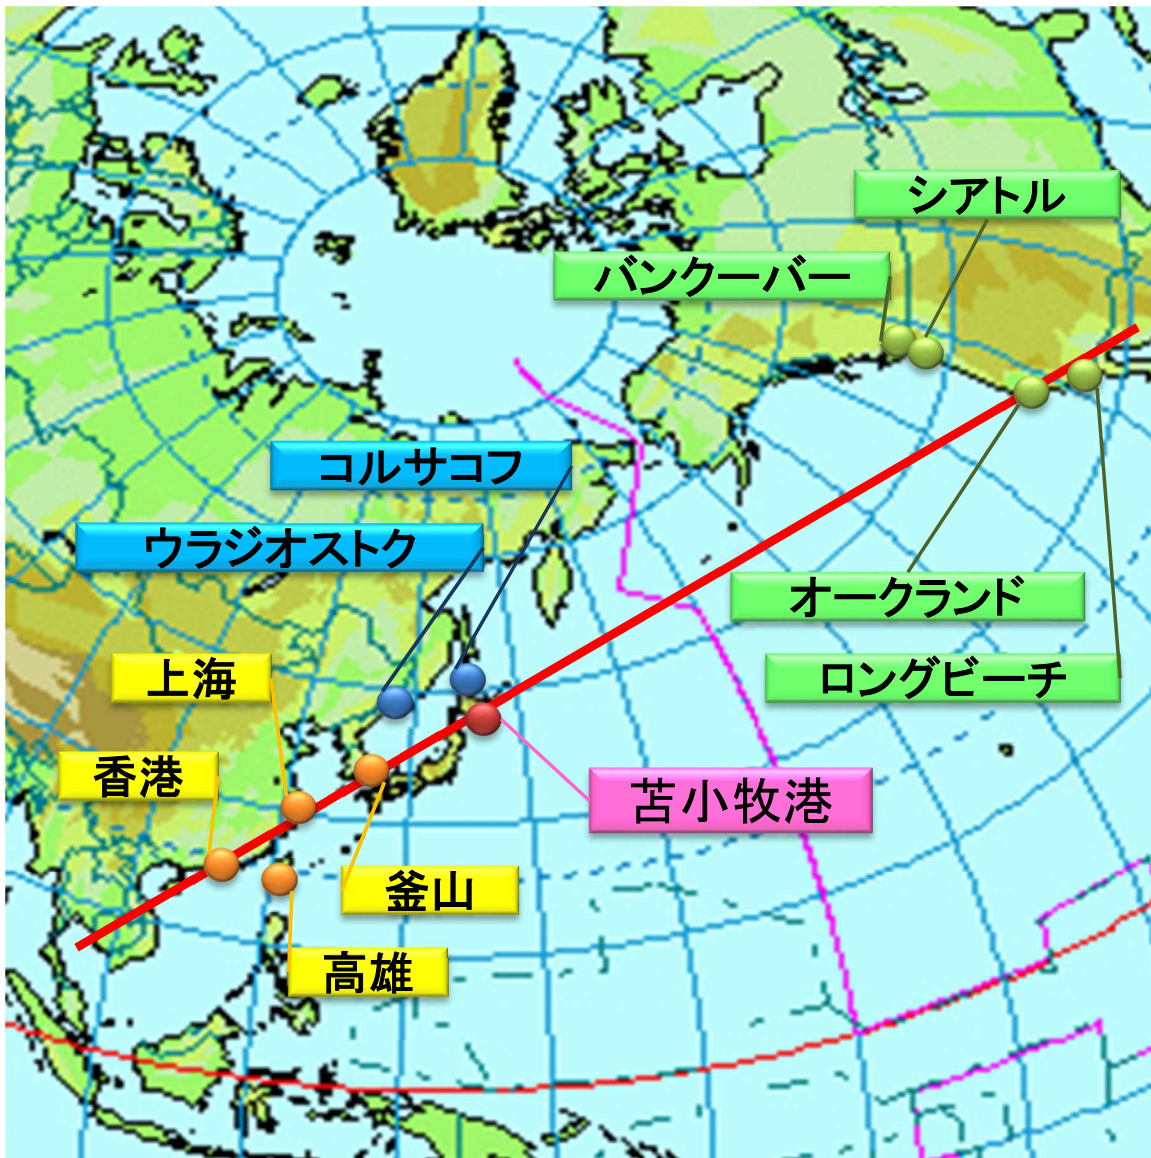 シアトル
バンクーバー
コルサコフ
ウラジオストク
オークランド
上海
ロングビーチ
香港
苫小牧港
釜山
高雄